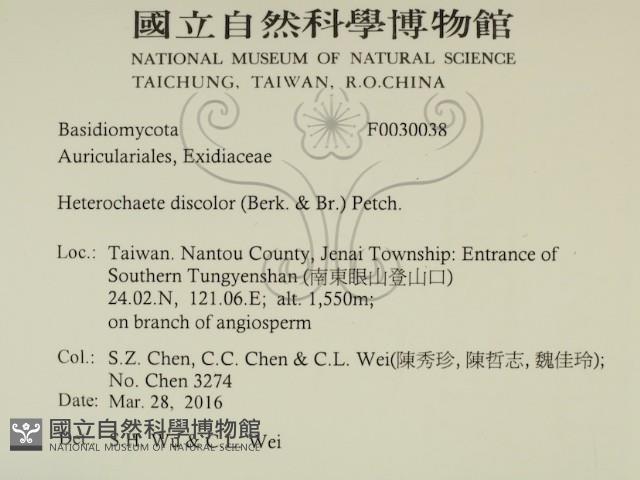 國立自然科學博物館
NATIONAL MUSEUM OF NATURAL SCIENCE
TAICHUNG, TAIWAN, R.O.CHINA
Basidiomycota F0030038
Auriculariales, Exidiaceae
Heterochaete discolor (Berk. & Br.) Petch.
Loc.: Taiwan. Nantou County, Jenai Township: Entrance of
Southern Tungyenshan (南東眼山登山口)
24.02.N, 121.06.E; alt. 1,550m;
on branch of angiosperm
Col.: S.Z. Chen, C.C. Chen & C.L. Wei(陳秀珍, 陳哲志, 魏佳玲);
No. Chen 3274
Date: Mar. 28, 2016
Det.: S.H. Wu & C.L. Wei
國立自然科學博物館
NATIONAL MUSEUM OF NATURAL SCIENCE